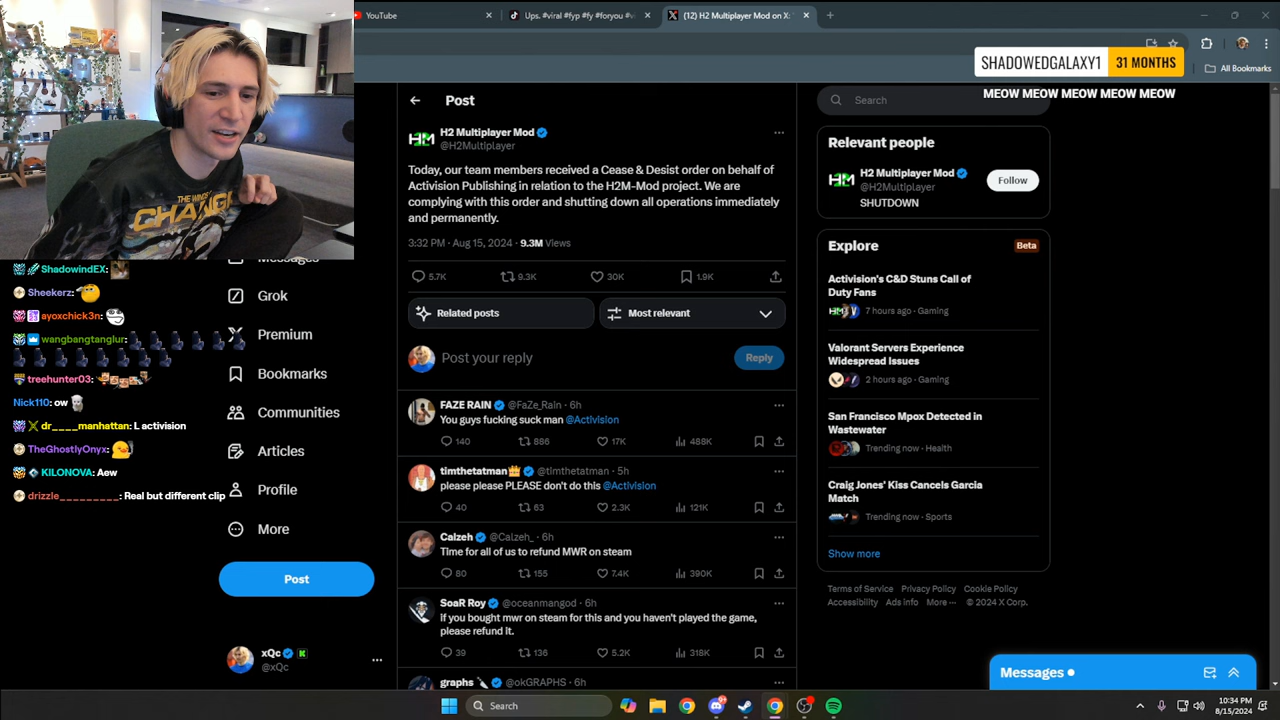 YouTube
Ups. #viral #fyp #fy #foryou #vi
(12) H2 Multiplayer Mod on X:
All Bookmarks
SHADOWEDGALAXY1 31 MONTHS
MEOW MEOW MEOW MEOW MEOW
THE WINDS
CHANGE
ShadowindEX:
Sheekerz:
ayoxchick3n:
wangbangtanglur:
treehunter03:
Nick110: ow
dr____manhattan: L activision
TheGhostlyOnyx:
KILONOVA: Aew
drizzle_________: Real but different clip
Messages
Grok
Premium
Bookmarks
Communities
Articles
Profile
More
Post
xQc
@xQc
Post
H2M
H2 Multiplayer Mod
@H2Multiplayer
Today, our team members received a Cease & Desist order on behalf of
Activision Publishing in relation to the H2M-Mod project. We are
complying with this order and shutting down all operations immediately
and permanently.
3:32 PM · Aug 15, 2024 · 9.3M Views
5.7K 9.3K 30K 1.9K
Related posts
Most relevant
Post your reply
Reply
FAZE RAIN @FaZe_Rain · 6h
You guys fucking suck man @Activision
140 886 17K 488K
timthetatman @timthetatman · 5h
please please PLEASE don't do this @Activision
40 63 2.3K 121K
Calzeh @Calzeh_ · 6h
Time for all of us to refund MWR on steam
80 155 7.4K 390K
SoaR Roy @oceanmangod · 6h
if you bought mwr on steam for this and you haven't played the game,
please refund it.
39 136 5.2K 318K
graphs @okGRAPHS · 6h
Search
Relevant people
H2M
H2 Multiplayer Mod
@H2Multiplayer
Follow
SHUTDOWN
Explore
Beta
Activision's C&D Stuns Call of
Duty Fans
7 hours ago · Gaming
Valorant Servers Experience
Widespread Issues
2 hours ago · Gaming
San Francisco Mpox Detected in
Wastewater
Trending now · Health
Craig Jones' Kiss Cancels Garcia
Match
Trending now · Sports
Show more
Terms of Service Privacy Policy Cookie Policy
Accessibility Ads info More ··· © 2024 X Corp.
Messages
Search
10:34 PM
8/15/2024